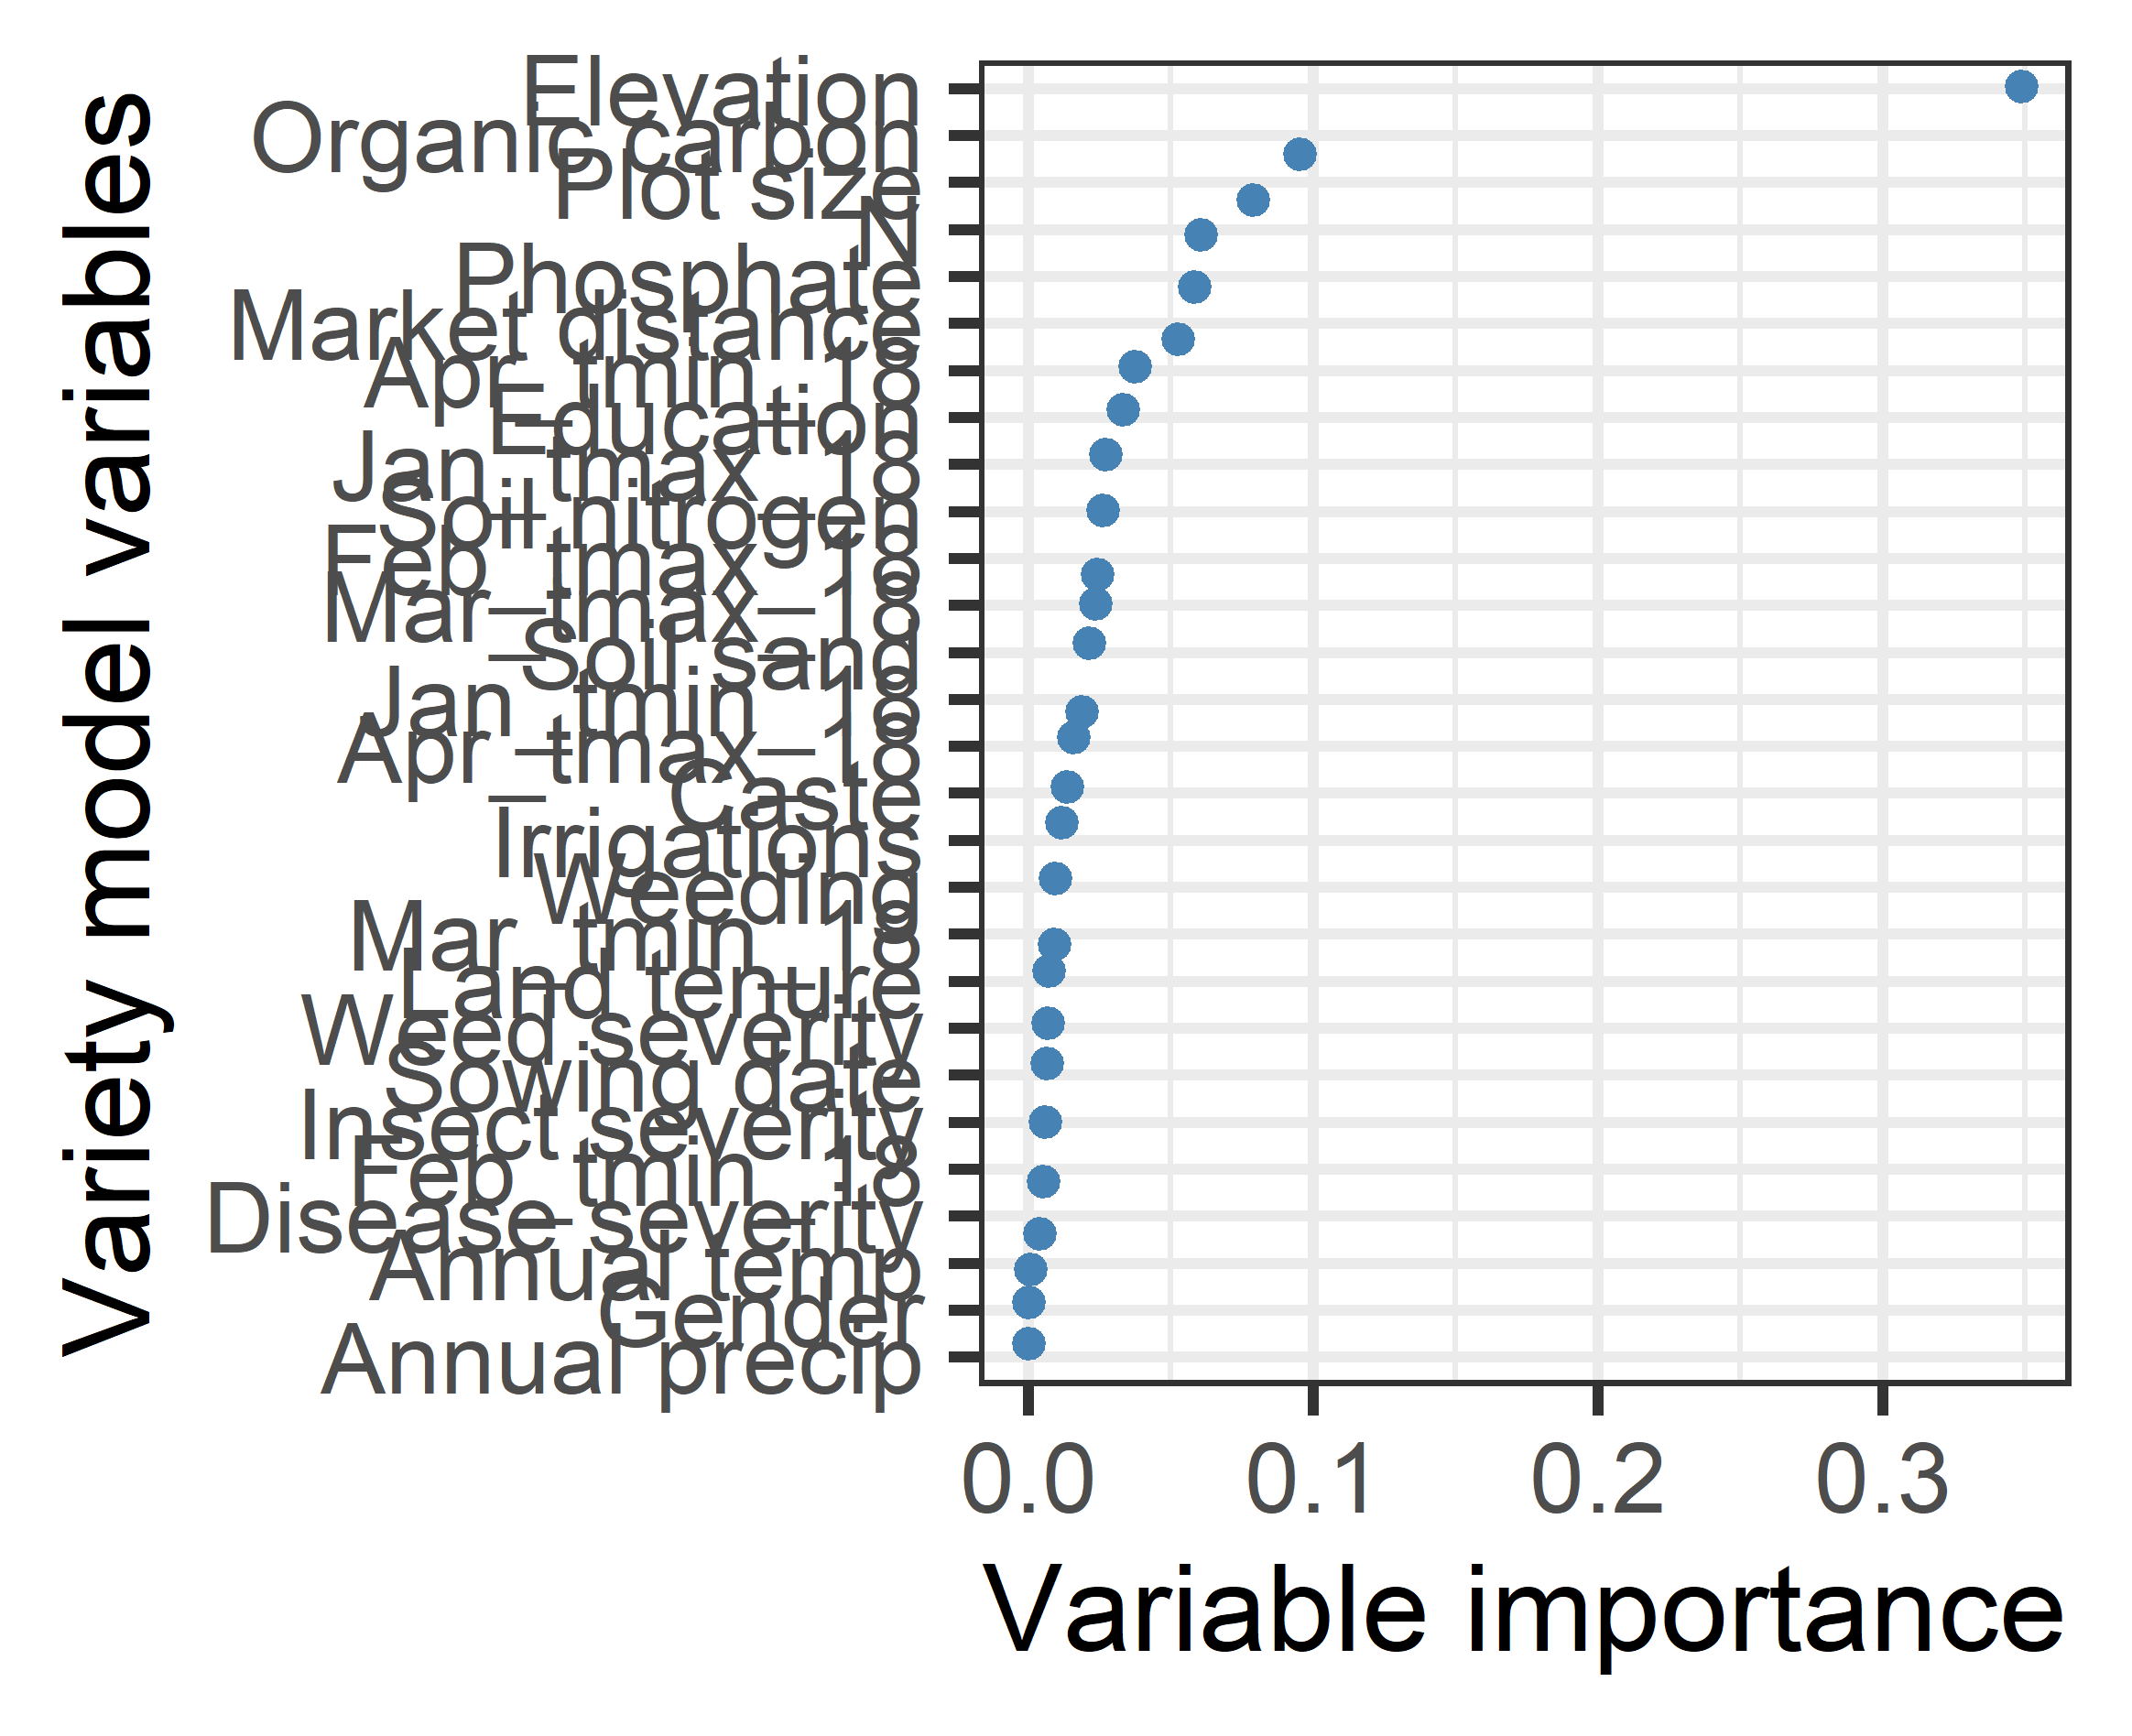 Variety model variables
Elevation
Organic carbon
Plot size
N
Phosphate
Market distance
Apr_tmin_18
Education
Jan_tmax_18
Soil nitrogen
Feb_tmax_18
Mar_tmax_18
Soil sand
Jan_tmin_18
Apr_tmax_18
Caste
Irrigations
Weeding
Mar_tmin_18
Land tenure
Weed severity
Sowing date
Insect severity
Feb_tmin_18
Disease severity
Annual temp
Gender
Annual precip
0.0 0.1 0.2 0.3
Variable importance